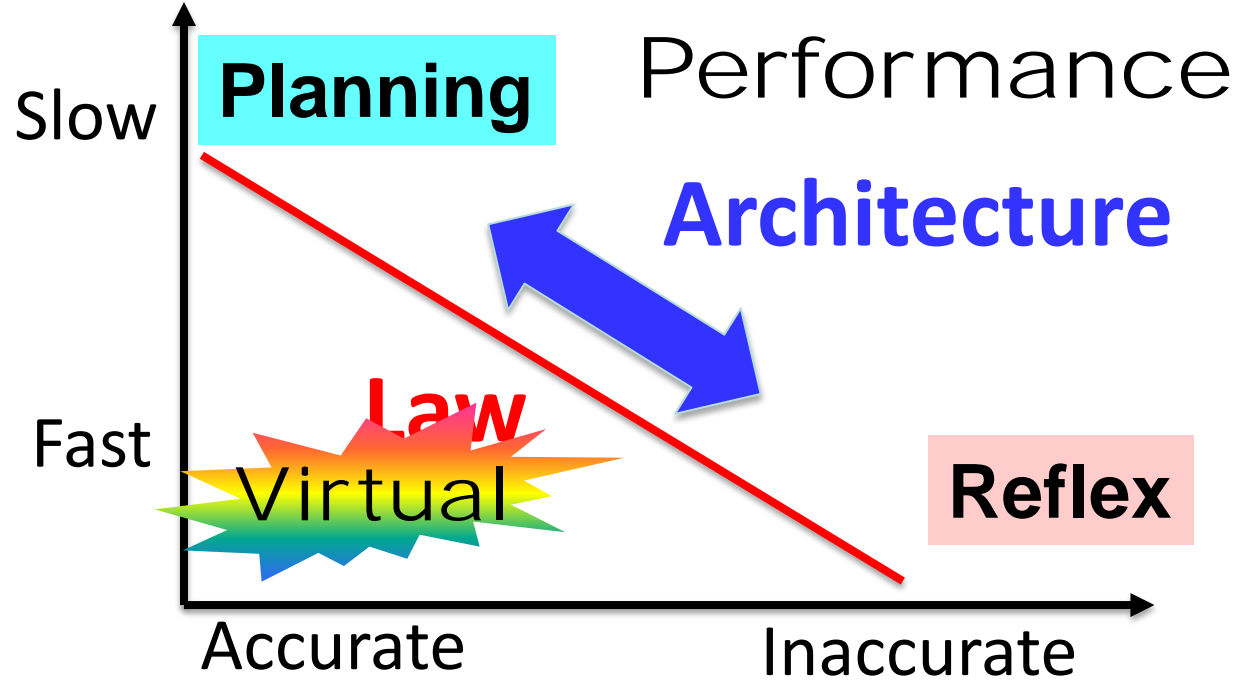 Performance
Planning
Slow
Architecture
Law
Fast
Virtual
Reflex
Accurate
Inaccurate